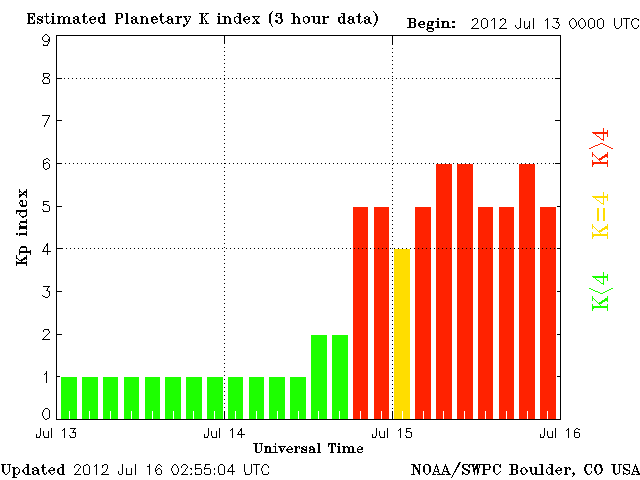 Estimated Planetary K index (3 hour data) Begin: 2012 Jul 13 0000 UTC
9
8
7
6
5
4
3
2
1
0
Kp index
K>4
K=4
K<4
Jul 13 Jul 14 Jul 15 Jul 16
Universal Time
Updated 2012 Jul 16 02:55:04 UTC NOAA/SWPC Boulder, CO USA